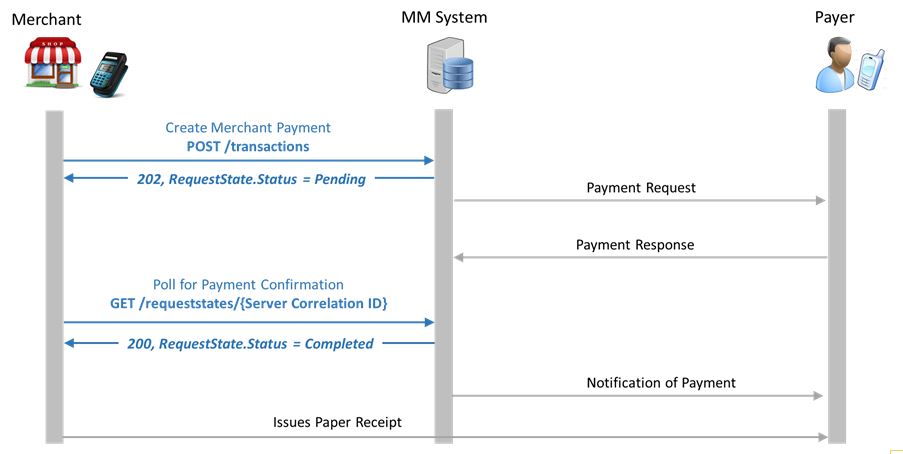 Merchant
MM System
Payer
SHOP
Create Merchant Payment
POST /transactions
202, RequestState.Status = Pending
Payment Request
Payment Response
Poll for Payment Confirmation
GET /requeststates/{Server Correlation ID}
200, RequestState.Status = Completed
Notification of Payment
Issues Paper Receipt